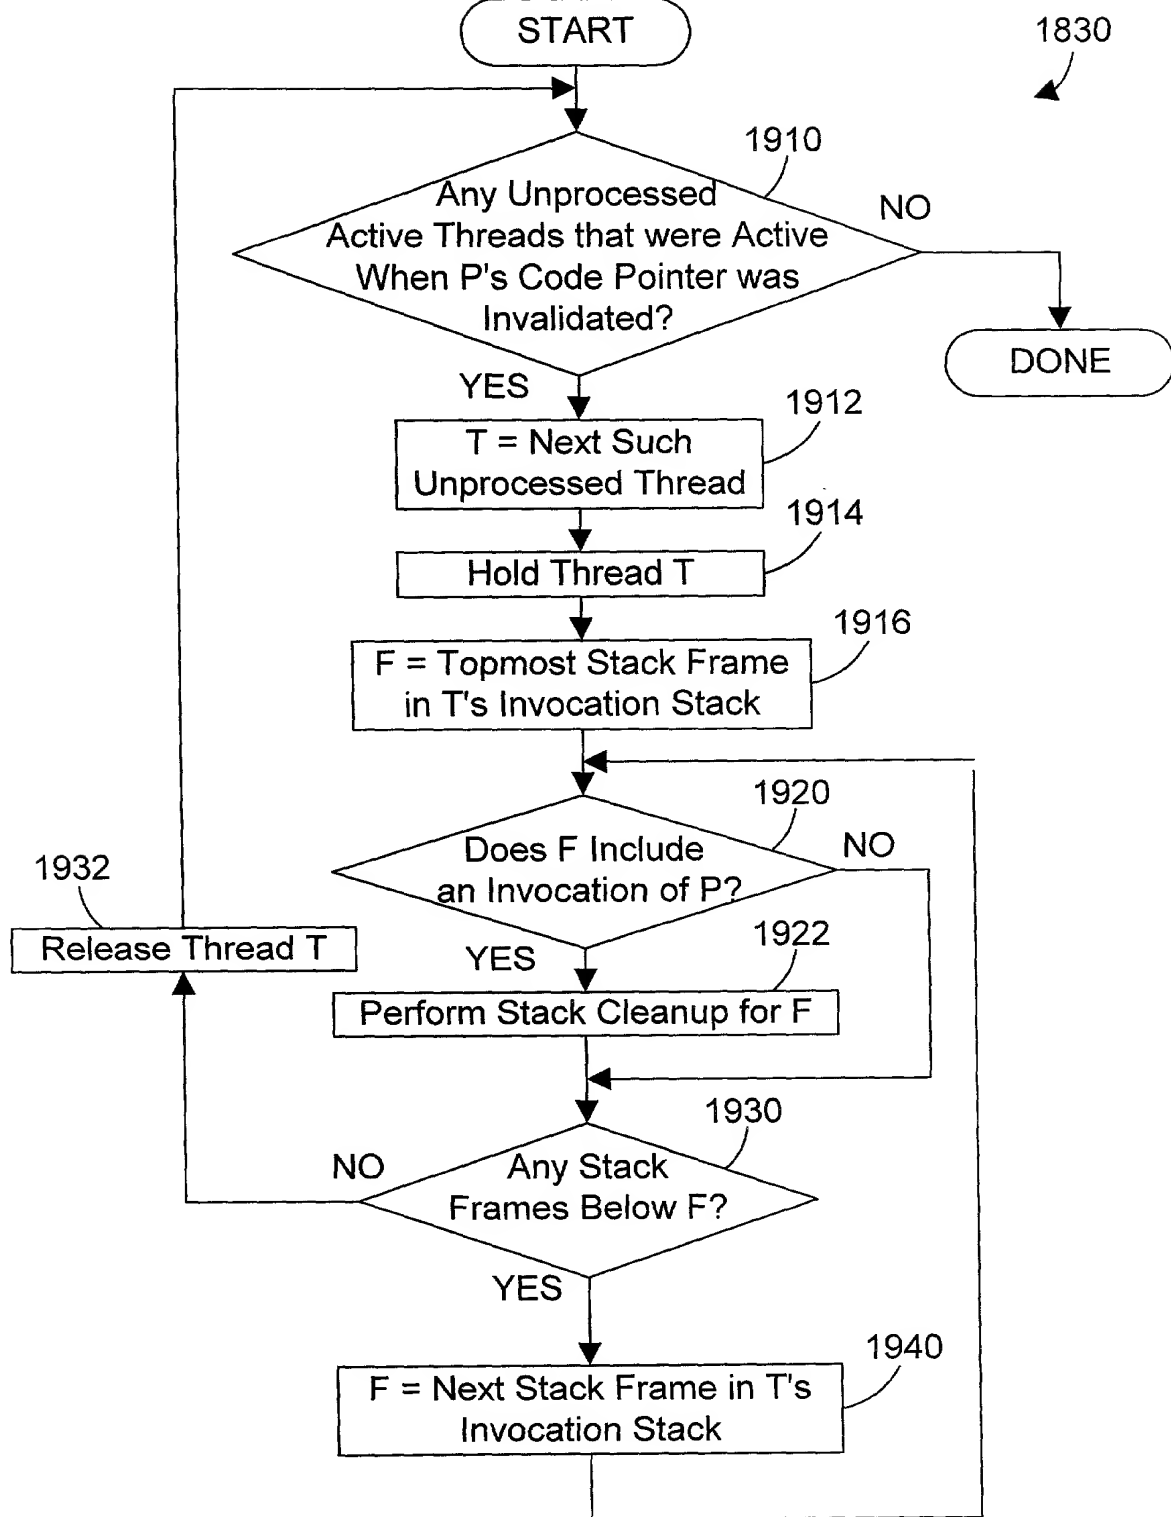 START
1830
1910
Any Unprocessed
Active Threads that were Active
When P's Code Pointer was
Invalidated?
NO
DONE
YES
1912
T = Next Such
Unprocessed Thread
1914
Hold Thread T
1916
F = Topmost Stack Frame
in T's Invocation Stack
1920
Does F Include
an Invocation of P?
NO
1932
Release Thread T
YES
1922
Perform Stack Cleanup for F
1930
NO
Any Stack
Frames Below F?
YES
1940
F = Next Stack Frame in T's
Invocation Stack